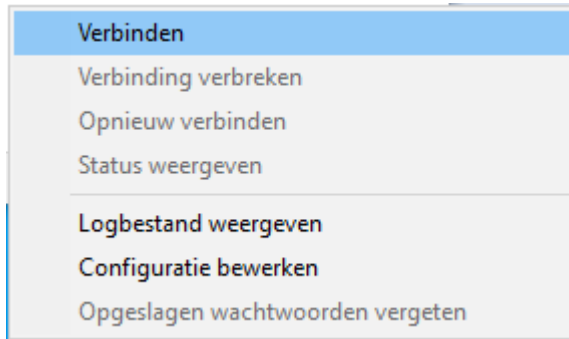 Verbinden
Verbinding verbreken
Opnieuw verbinden
Status weergeven
Logbestand weergeven
Configuratie bewerken
Opgeslagen wachtwoorden vergeten